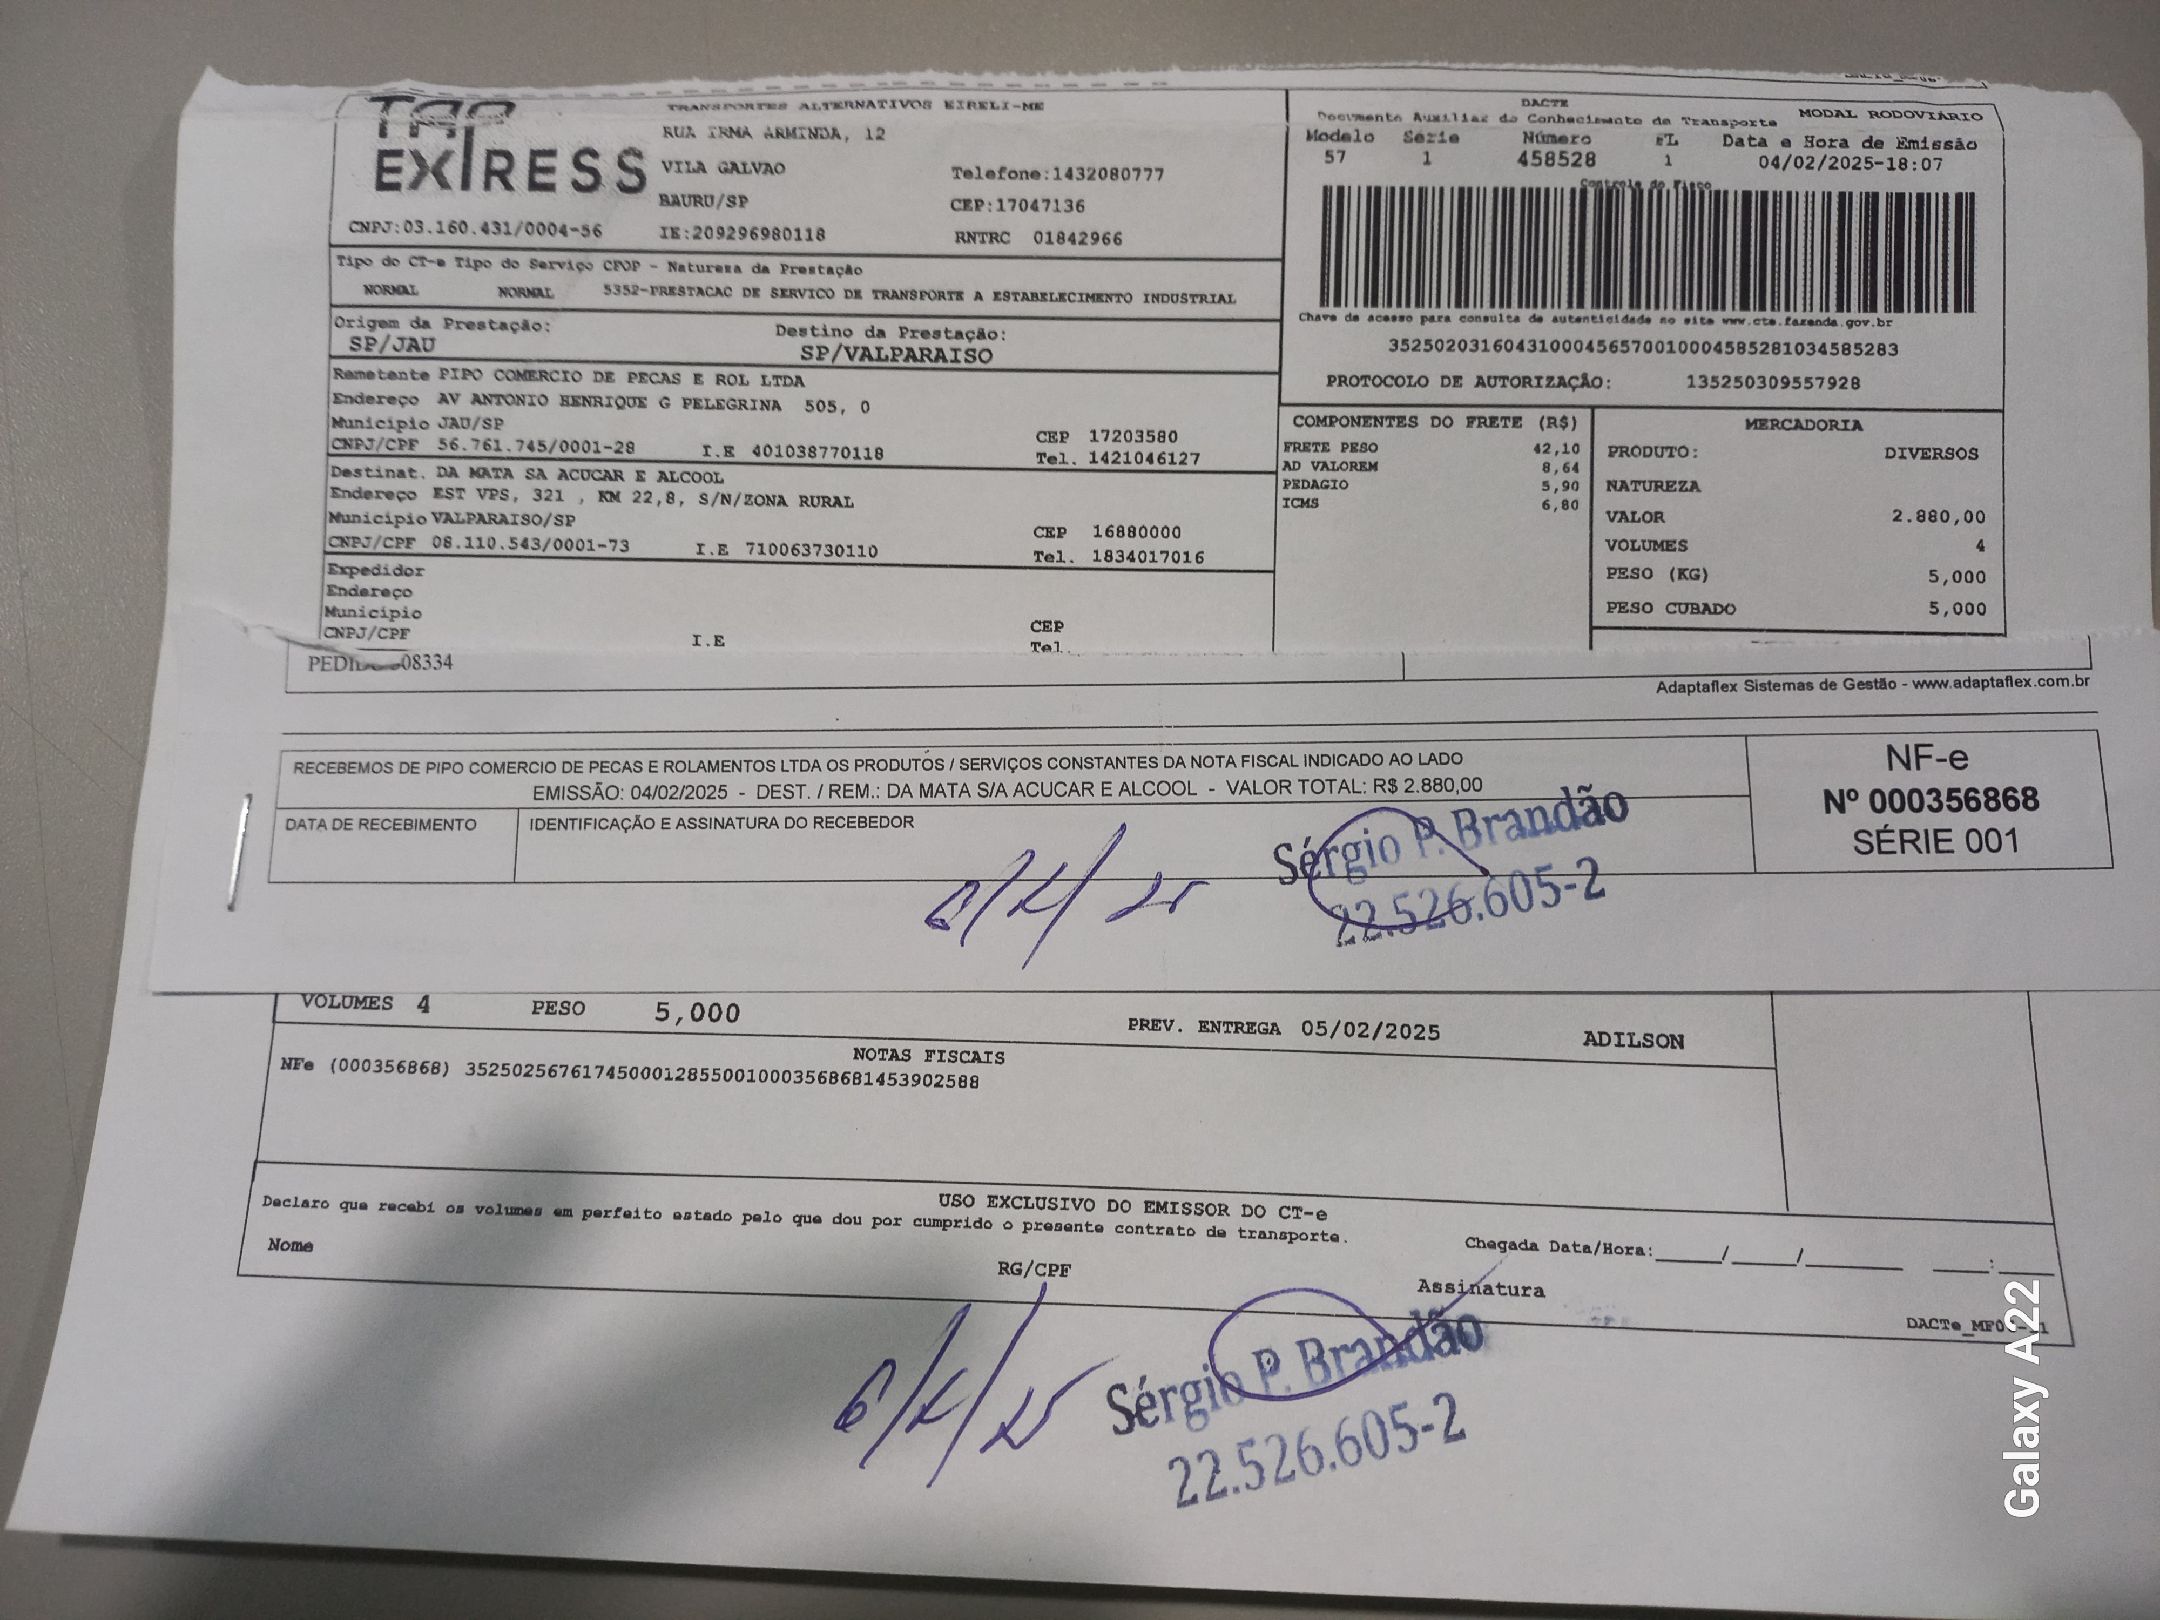 EXPRESS
TRANSPORTES ALTERNATIVOS EIRELI-ME
RUA IRMA ARMINDA, 12
VILA GALVAO Telefone:1432080777
BAURU/SP CEP:17047136
CNPJ:03.160.431/0004-56 IE:209296980118 RNTRC 01842966
DACTE
Documento Auxiliar do Conhecimento de Transporte MODAL RODOVIÁRIO
Modelo Serie Número FL Data e Hora de Emissão
57 1 458528 1 04/02/2025-18:07
Controle do Fisco
Chave de acesso para consulta de autenticidade no site www.cte.fazenda.gov.br
35250203160431000456570010004585281034585283
PROTOCOLO DE AUTORIZAÇÃO: 135250309557928
Tipo do CT-e Tipo do Serviço CFOP - Natureza da Prestação
NORMAL NORMAL 5352-PRESTACAO DE SERVICO DE TRANSPORTE A ESTABELECIMENTO INDUSTRIAL
Origem da Prestação: Destino da Prestação:
SP/JAU SP/VALPARAISO
Remetente PIPO COMERCIO DE PECAS E ROL LTDA
Endereço AV ANTONIO HENRIQUE G PELEGRINA 505, 0
Município JAU/SP CEP 17203580
CNPJ/CPF 56.761.745/0001-28 I.E 401038770118 Tel. 1421046127
Destinat. DA MATA SA ACUCAR E ALCOOL
Endereço EST VPS, 321 , KM 22,8, S/N/ZONA RURAL
Município VALPARAISO/SP CEP 16880000
CNPJ/CPF 08.110.543/0001-73 I.E 710063730110 Tel. 1834017016
Expedidor
Endereço
Município CEP
CNPJ/CPF I.E Tel.
COMPONENTES DO FRETE (R$)
FRETE PESO 42,10
AD VALOREM 8,64
PEDAGIO 5,90
ICMS 6,80
MERCADORIA
PRODUTO: DIVERSOS
NATUREZA
VALOR 2.880,00
VOLUMES 4
PESO (KG) 5,000
PESO CUBADO 5,000
08334
Adaptaflex Sistemas de Gestão - www.adaptaflex.com.br
RECEBEMOS DE PIPO COMERCIO DE PECAS E ROLAMENTOS LTDA OS PRODUTOS / SERVIÇOS CONSTANTES DA NOTA FISCAL INDICADO AO LADO
EMISSÃO: 04/02/2025 - DEST. / REM.: DA MATA S/A ACUCAR E ALCOOL - VALOR TOTAL: R$ 2.880,00
DATA DE RECEBIMENTO IDENTIFICAÇÃO E ASSINATURA DO RECEBEDOR
NF-e
Nº 000356868
SÉRIE 001
Sérgio P. Brandão
22.526.605-2
VOLUMES 4 PESO 5,000 PREV. ENTREGA 05/02/2025 ADILSON
NOTAS FISCAIS
NFe (000356868) 35250256761745000128550010003568681453902588
USO EXCLUSIVO DO EMISSOR DO CT-e
Declaro que recebi os volumes em perfeito estado pelo que dou por cumprido o presente contrato de transporte.
Nome RG/CPF Assinatura Chegada Data/Hora:____/____/______ ____:____
Sérgio P. Brandão
22.526.605-2
Galaxy A22